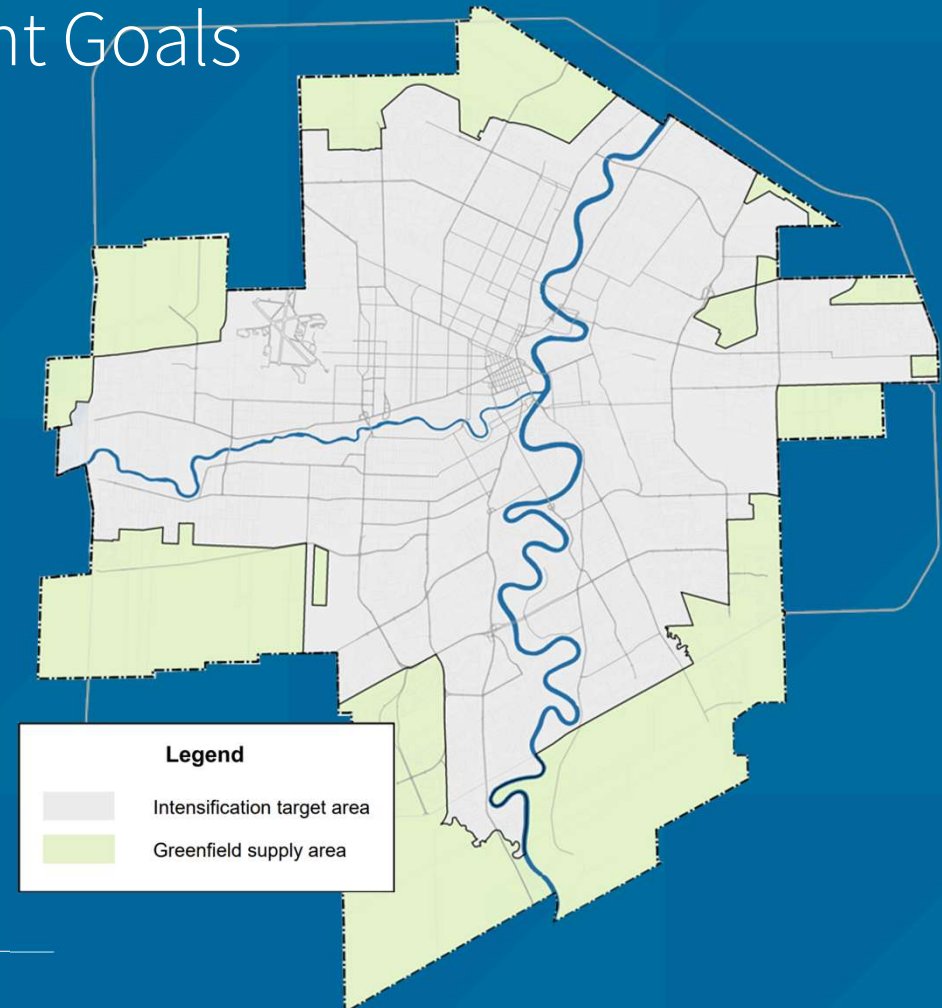 nt Goals
Legend
Intensification target area
Greenfield supply area